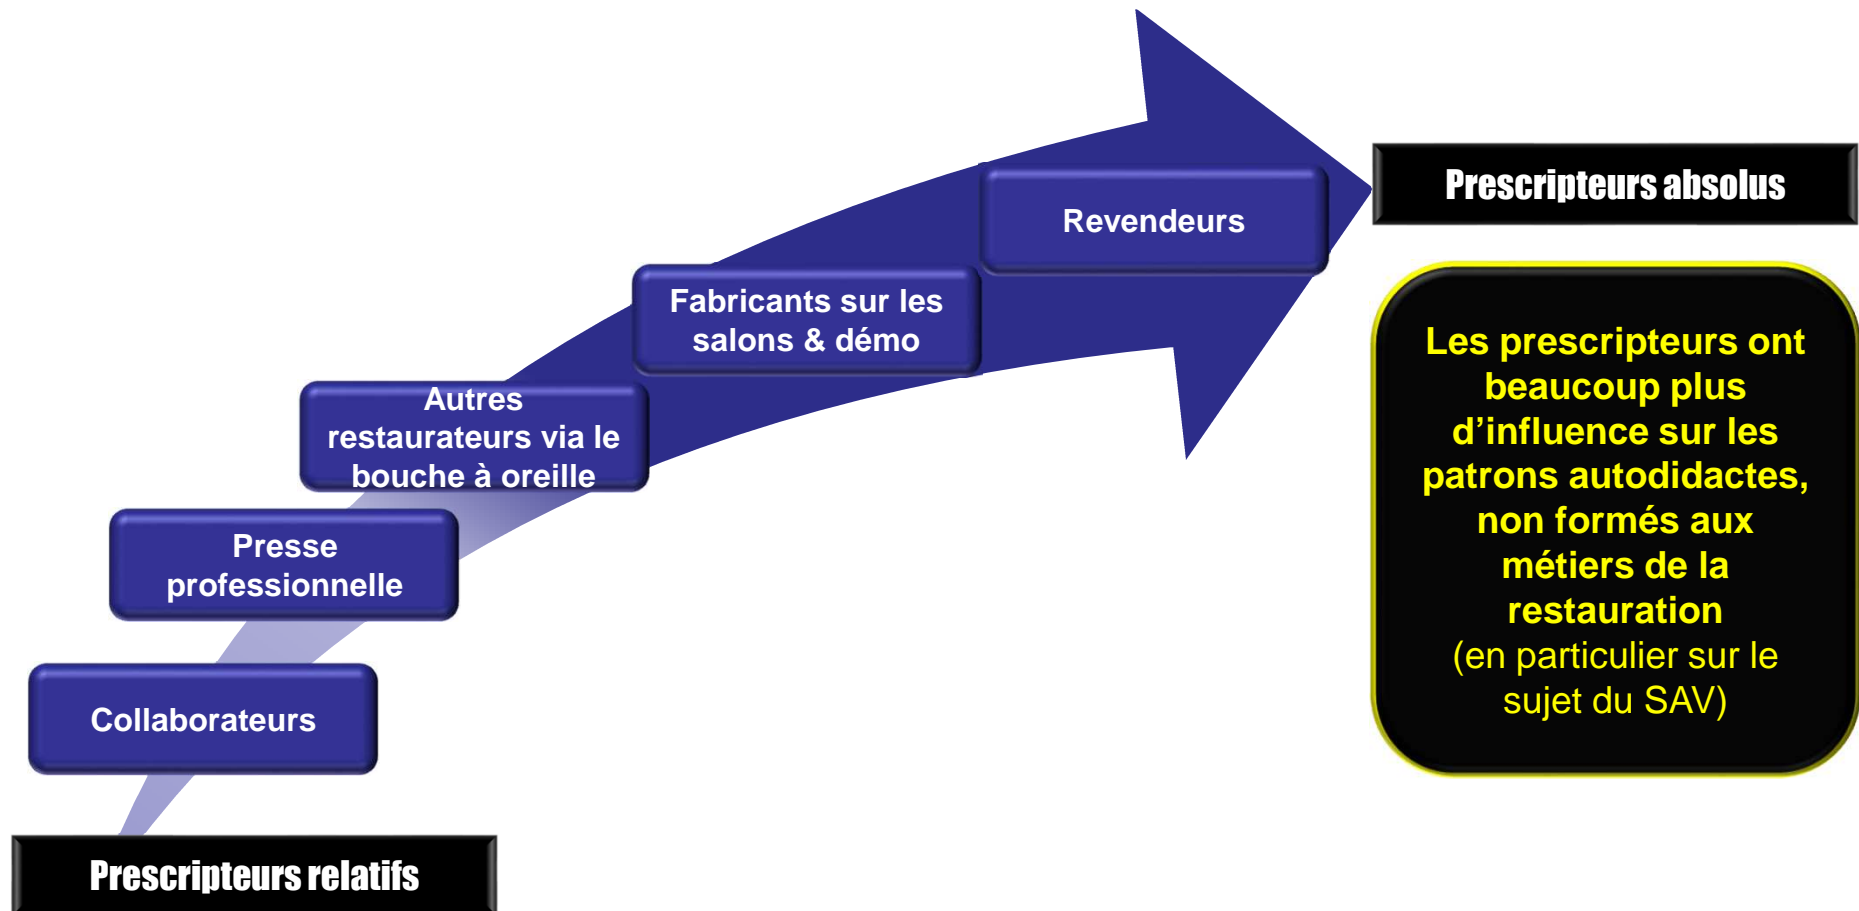 Prescripteurs absolus
Revendeurs
Fabricants sur les
salons & démo
Autres
restaurateurs via le
bouche à oreille
Presse
professionnelle
Collaborateurs
Prescripteurs relatifs
Les prescripteurs ont
beaucoup plus
d’influence sur les
patrons autodidactes,
non formés aux
métiers de la
restauration
(en particulier sur le
sujet du SAV)